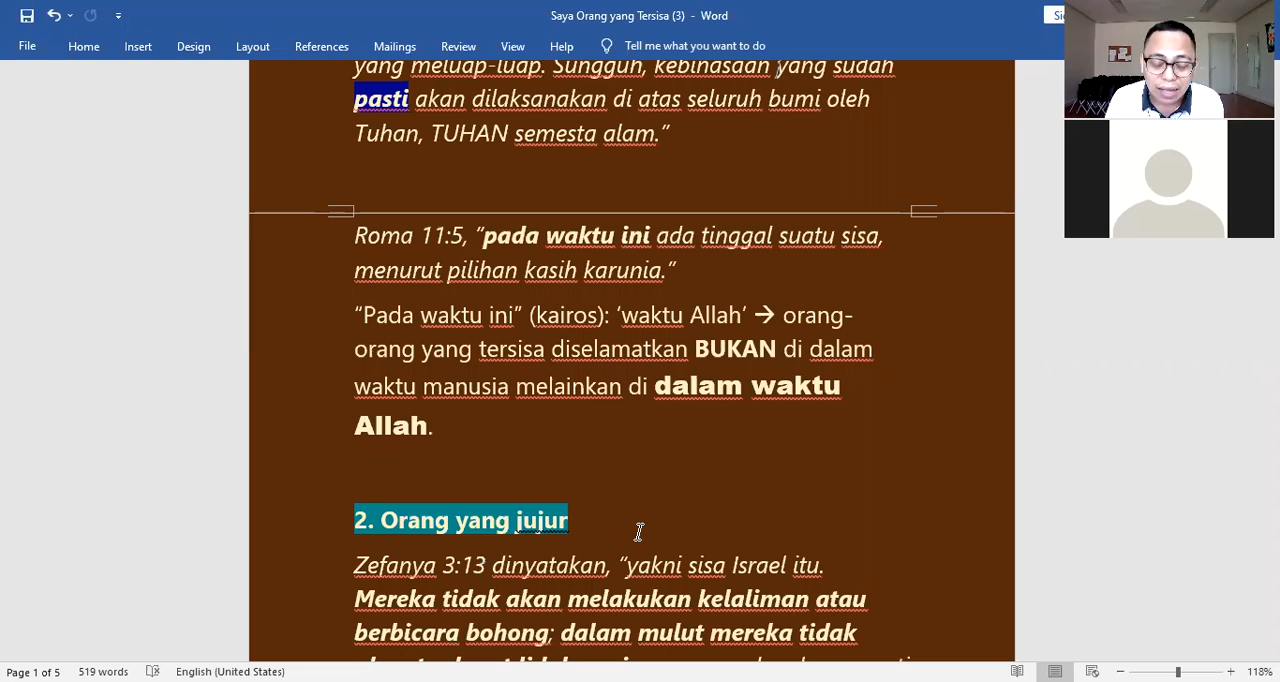 Saya Orang yang Tersisa (3) - Word
File Home Insert Design Layout References Mailings Review View Help Tell me what you want to do
yang meluap-luap. Sungguh, kebinasaan yang sudah
pasti akan dilaksanakan di atas seluruh bumi oleh
Tuhan, TUHAN semesta alam.”
Roma 11:5, “pada waktu ini ada tinggal suatu sisa,
menurut pilihan kasih karunia.”
“Pada waktu ini” (kairos): ‘waktu Allah’ → orang-
orang yang tersisa diselamatkan BUKAN di dalam
waktu manusia melainkan di dalam waktu
Allah.
2. Orang yang jujur
Zefanya 3:13 dinyatakan, “yakni sisa Israel itu.
Mereka tidak akan melakukan kelaliman atau
berbicara bohong; dalam mulut mereka tidak
Page 1 of 5 519 words English (United States) 118%